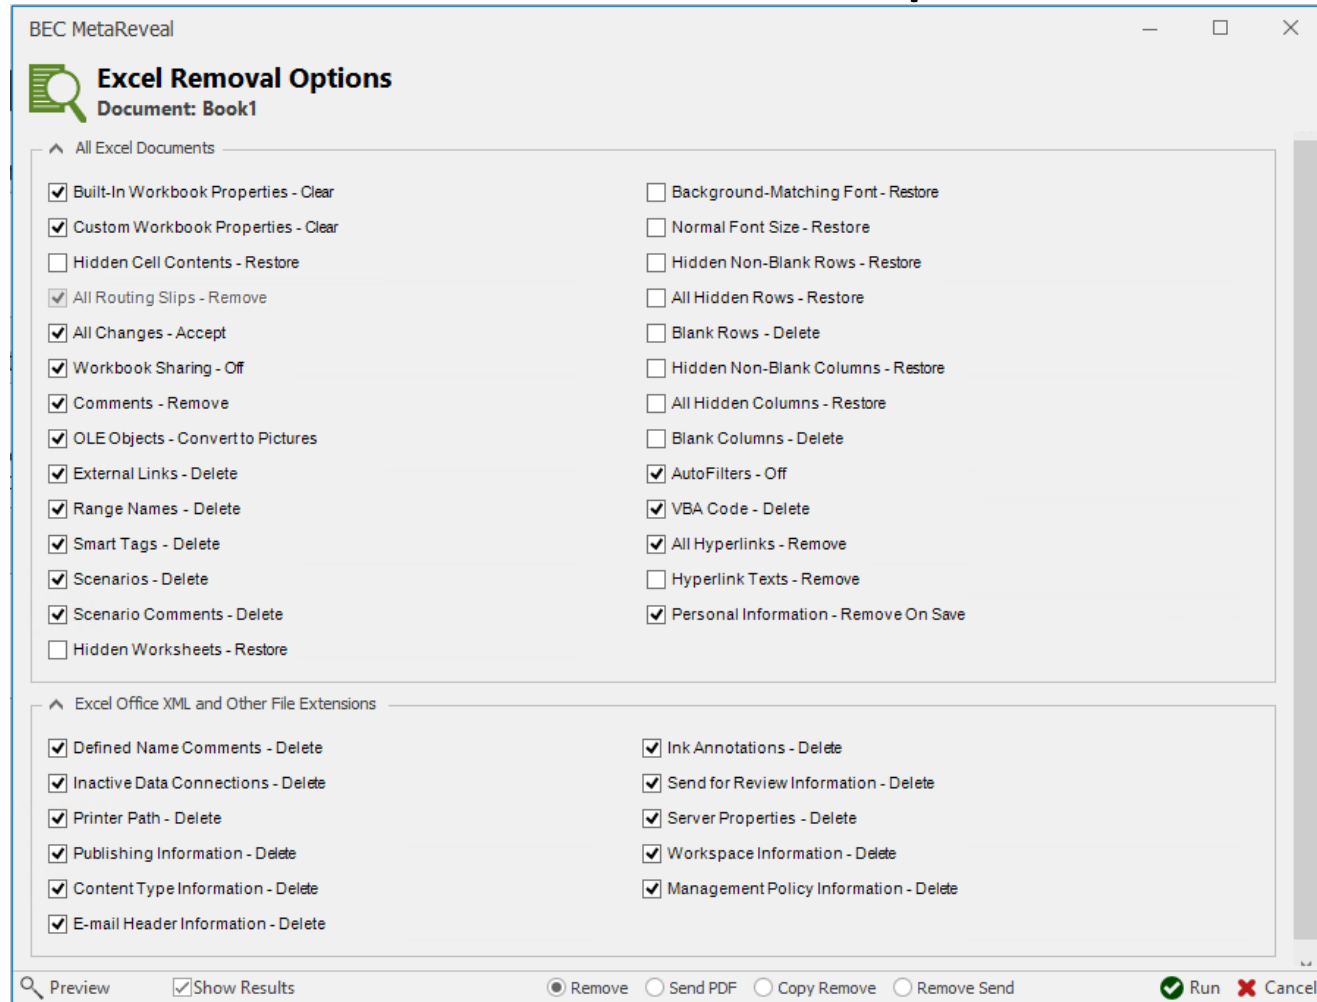 BEC MetaReveal
Excel Removal Options
Document: Book1
All Excel Documents
Built-In Workbook Properties - Clear
Custom Workbook Properties - Clear
Hidden Cell Contents - Restore
All Routing Slips - Remove
All Changes - Accept
Workbook Sharing - Off
Comments - Remove
OLE Objects - Convert to Pictures
External Links - Delete
Range Names - Delete
Smart Tags - Delete
Scenarios - Delete
Scenario Comments - Delete
Hidden Worksheets - Restore
Background-Matching Font - Restore
Normal Font Size - Restore
Hidden Non-Blank Rows - Restore
All Hidden Rows - Restore
Blank Rows - Delete
Hidden Non-Blank Columns - Restore
All Hidden Columns - Restore
Blank Columns - Delete
AutoFilters - Off
VBA Code - Delete
All Hyperlinks - Remove
Hyperlink Texts - Remove
Personal Information - Remove On Save
Excel Office XML and Other File Extensions
Defined Name Comments - Delete
Inactive Data Connections - Delete
Printer Path - Delete
Publishing Information - Delete
Content Type Information - Delete
E-mail Header Information - Delete
Ink Annotations - Delete
Send for Review Information - Delete
Server Properties - Delete
Workspace Information - Delete
Management Policy Information - Delete
Preview Show Results Remove Send PDF Copy Remove Remove Send Run Cancel